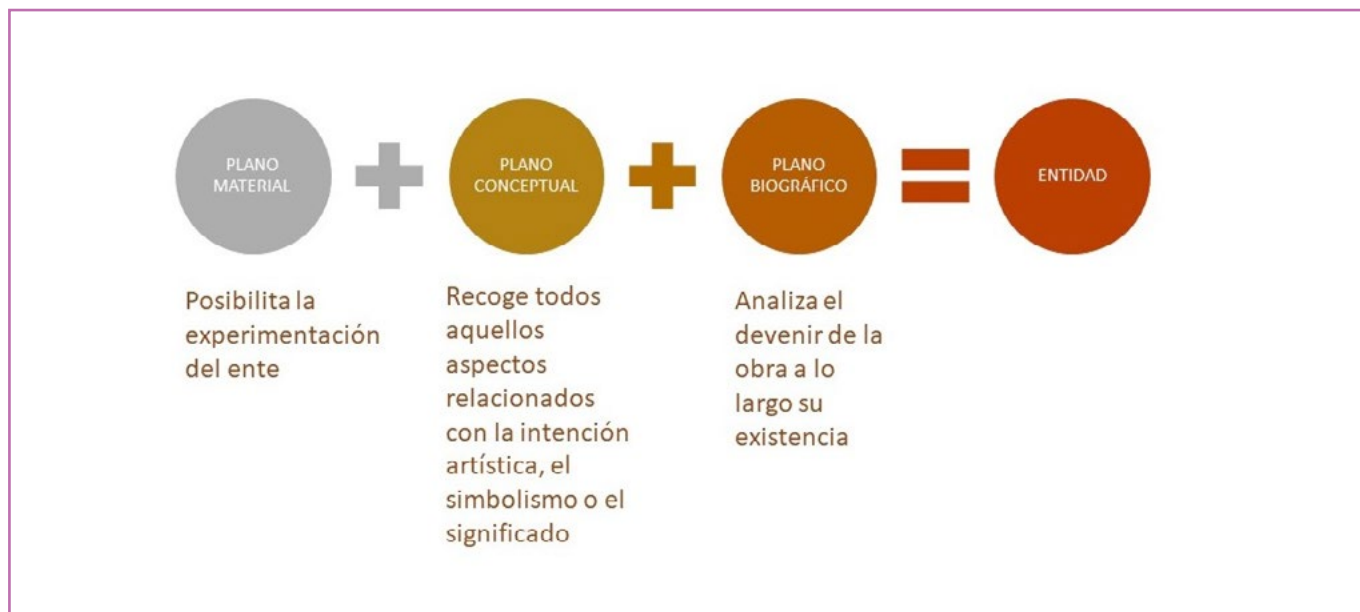 PLANO
MATERIAL
PLANO
CONCEPTUAL
PLANO
BIOGRÁFICO
ENTIDAD
Posibilita la
experimentación
del ente
Recoge todos
aquellos
aspectos
relacionados
con la intención
artística, el
simbolismo o el
significado
Analiza el
devenir de la
obra a lo
largo su
existencia